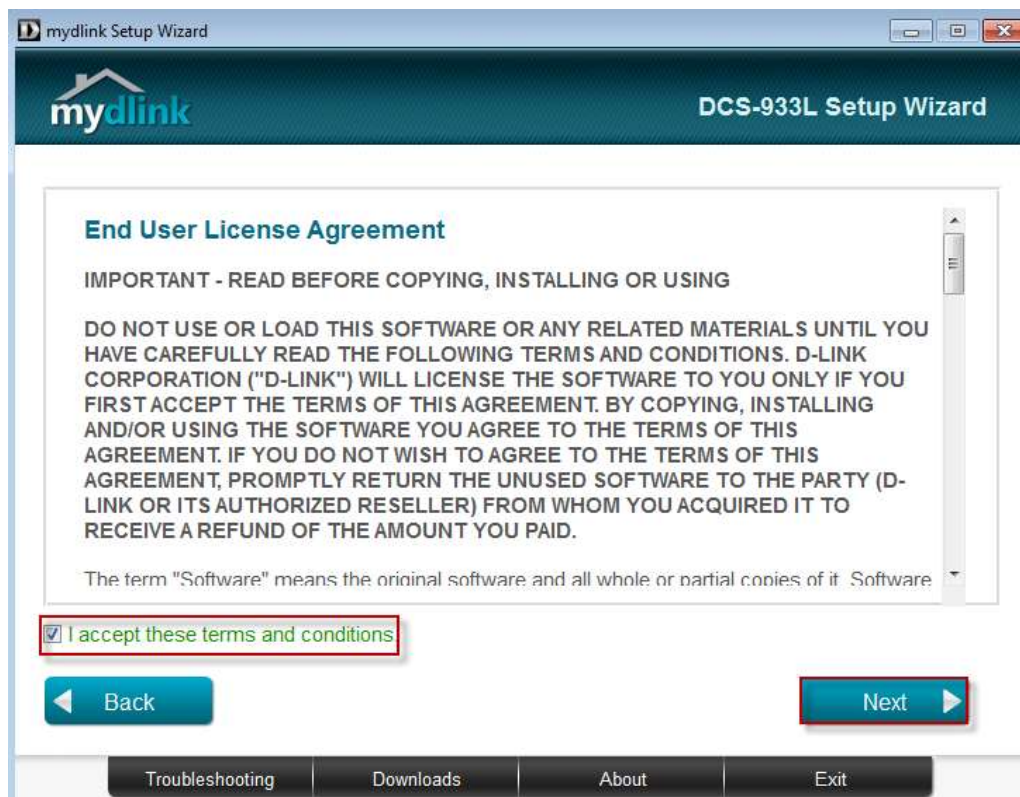 mydlink Setup Wizard
mydlink
DCS-933L Setup Wizard
End User License Agreement
IMPORTANT - READ BEFORE COPYING, INSTALLING OR USING
DO NOT USE OR LOAD THIS SOFTWARE OR ANY RELATED MATERIALS UNTIL YOU
HAVE CAREFULLY READ THE FOLLOWING TERMS AND CONDITIONS. D-LINK
CORPORATION ("D-LINK") WILL LICENSE THE SOFTWARE TO YOU ONLY IF YOU
FIRST ACCEPT THE TERMS OF THIS AGREEMENT. BY COPYING, INSTALLING
AND/OR USING THE SOFTWARE YOU AGREE TO THE TERMS OF THIS
AGREEMENT. IF YOU DO NOT WISH TO AGREE TO THE TERMS OF THIS
AGREEMENT, PROMPTLY RETURN THE UNUSED SOFTWARE TO THE PARTY (D-
LINK OR ITS AUTHORIZED RESELLER) FROM WHOM YOU ACQUIRED IT TO
RECEIVE A REFUND OF THE AMOUNT YOU PAID.
The term "Software" means the original software and all whole or partial copies of it. Software
I accept these terms and conditions.
Back
Next
Troubleshooting
Downloads
About
Exit